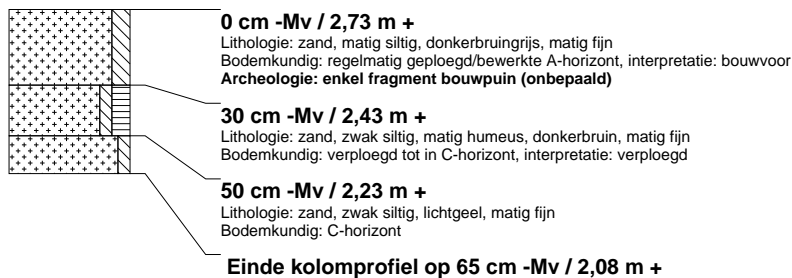 0 cm -Mv / 2,73 m +
Lithologie: zand, matig siltig, donkerbruingrijs, matig fijn
Bodemkundig: regelmatig geploegd/bewerkte A-horizont, interpretatie: bouwvoor
Archeologie: enkel fragment bouwpuin (onbepaald)
30 cm -Mv / 2,43 m +
Lithologie: zand, zwak siltig, matig humeus, donkerbruin, matig fijn
Bodemkundig: verploegd tot in C-horizont, interpretatie: verploegd
50 cm -Mv / 2,23 m +
Lithologie: zand, zwak siltig, lichtgeel, matig fijn
Bodemkundig: C-horizont
Einde kolomprofiel op 65 cm -Mv / 2,08 m +